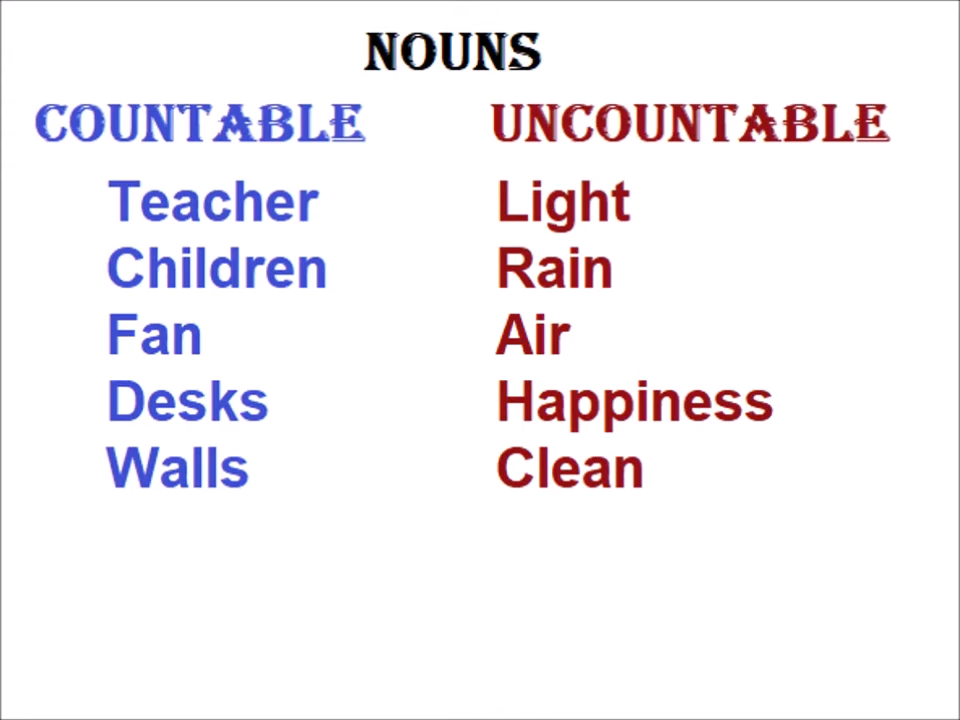 NOUNS
COUNTABLE UNCOUNTABLE
Teacher Light
Children Rain
Fan Air
Desks Happiness
Walls Clean